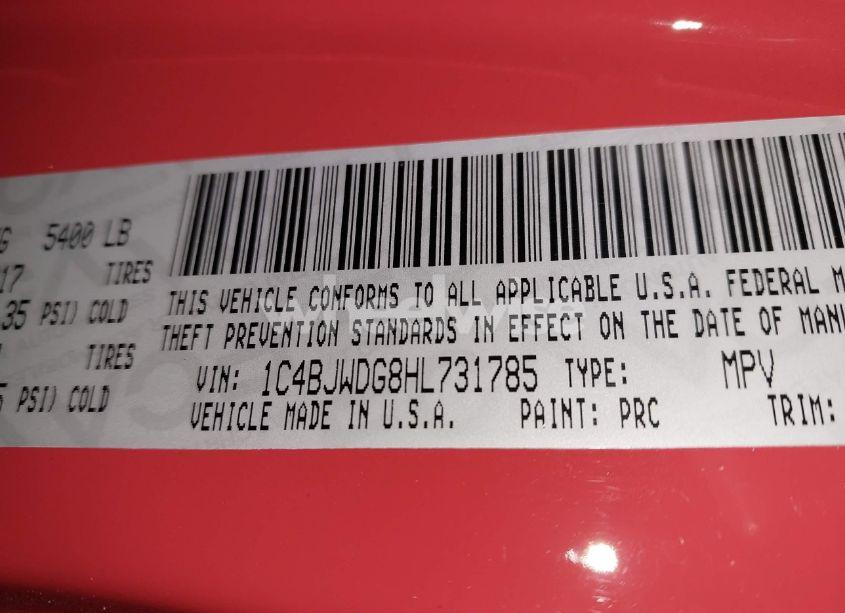 5400 LB
17 TIRES
35 PSI) COLD
TIRES
PSI) COLD
THIS VEHICLE CONFORMS TO ALL APPLICABLE U.S.A. FEDERAL M
THEFT PREVENTION STANDARDS IN EFFECT ON THE DATE OF MANU
VIN: 1C4BJWDG8HL731785 TYPE: MPV
VEHICLE MADE IN U.S.A. PAINT: PRC TRIM: